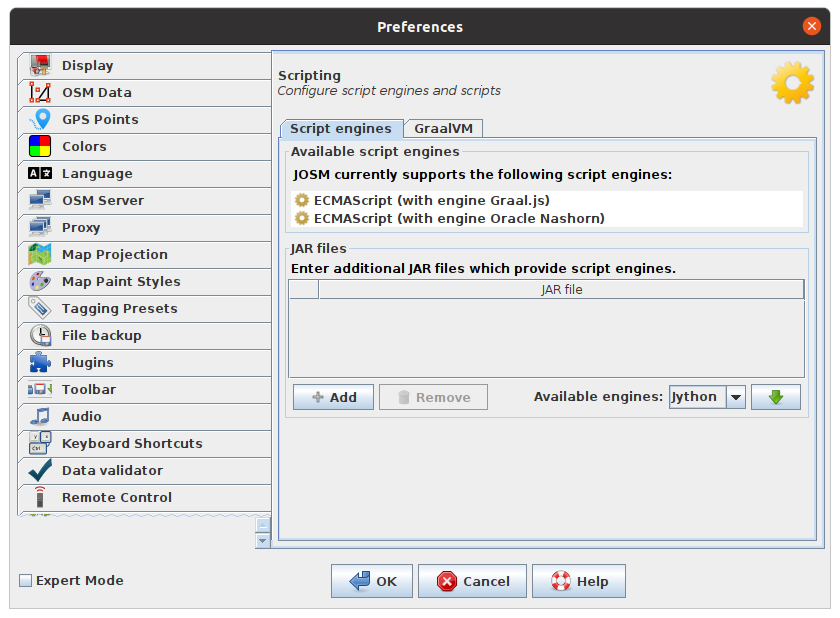 Preferences
Display
OSM Data
GPS Points
Colors
Language
OSM Server
Proxy
Map Projection
Map Paint Styles
Tagging Presets
File backup
Plugins
Toolbar
Audio
Keyboard Shortcuts
Data validator
Remote Control
Scripting
Configure script engines and scripts
Script engines GraalVM
Available script engines
JOSM currently supports the following script engines:
ECMAScript (with engine Graal.js)
ECMAScript (with engine Oracle Nashorn)
JAR files
Enter additional JAR files which provide script engines.
JAR file
Add Remove Available engines: Jython
Expert Mode OK Cancel Help